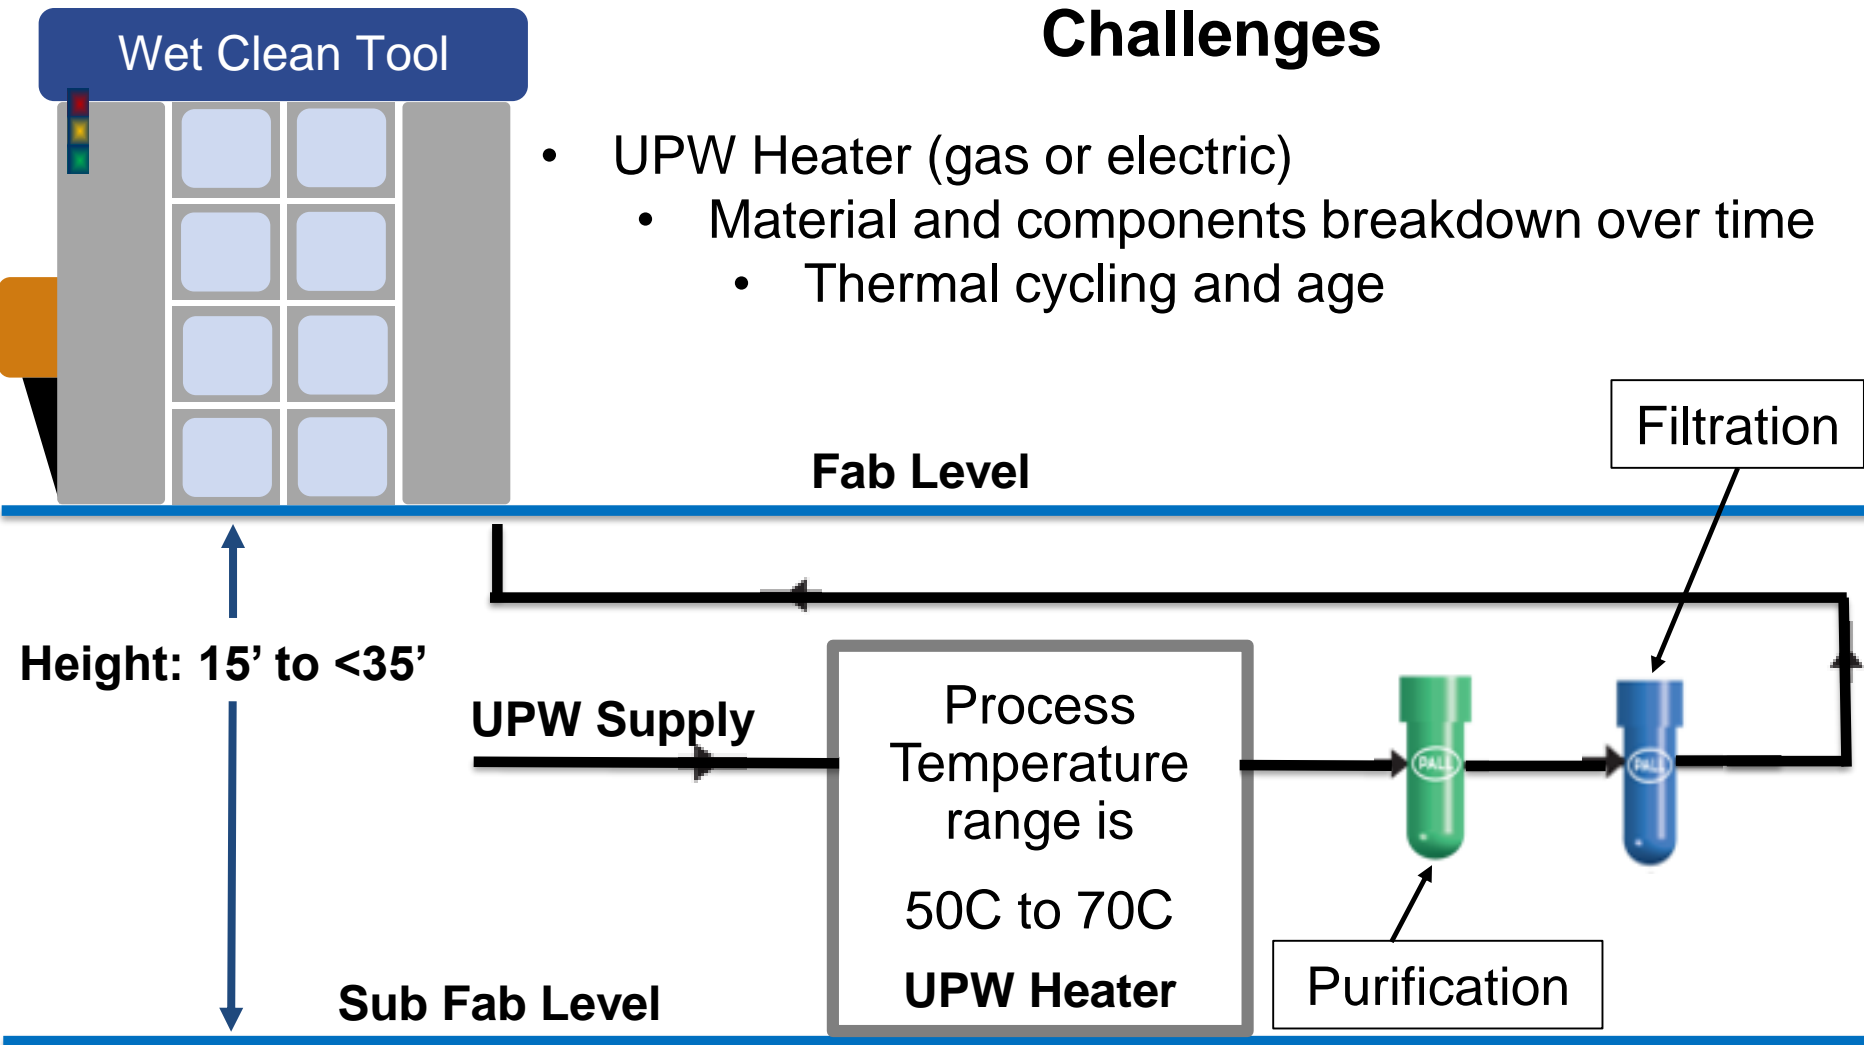 Wet Clean Tool
Challenges
• UPW Heater (gas or electric)
• Material and components breakdown over time
• Thermal cycling and age
Filtration
Fab Level
Height: 15’ to <35’
UPW Supply
Process
Temperature
range is
50C to 70C
UPW Heater
PALL
PALL
Purification
Sub Fab Level